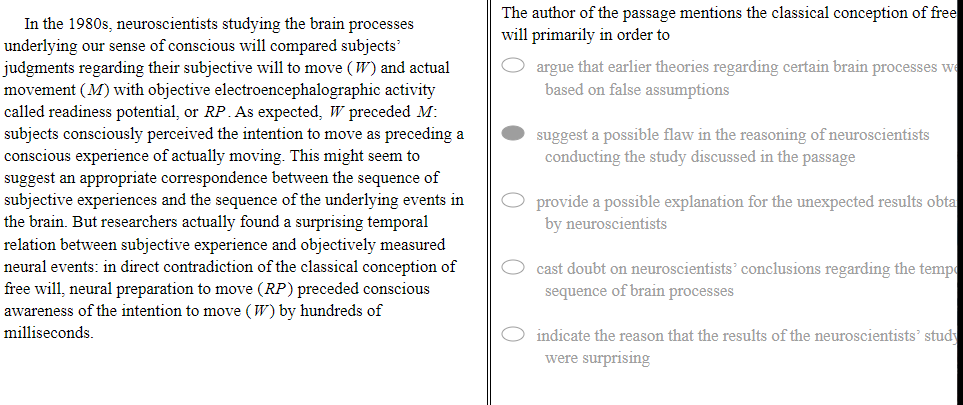 In the 1980s, neuroscientists studying the brain processes
underlying our sense of conscious will compared subjects’
judgments regarding their subjective will to move (W) and actual
movement (M) with objective electroencephalographic activity
called readiness potential, or RP. As expected, W preceded M:
subjects consciously perceived the intention to move as preceding a
conscious experience of actually moving. This might seem to
suggest an appropriate correspondence between the sequence of
subjective experiences and the sequence of the underlying events in
the brain. But researchers actually found a surprising temporal
relation between subjective experience and objectively measured
neural events: in direct contradiction of the classical conception of
free will, neural preparation to move (RP) preceded conscious
awareness of the intention to move (W) by hundreds of
milliseconds.
The author of the passage mentions the classical conception of free
will primarily in order to
argue that earlier theories regarding certain brain processes
based on false assumptions
suggest a possible flaw in the reasoning of neuroscientists
conducting the study discussed in the passage
provide a possible explanation for the unexpected results
by neuroscientists
cast doubt on neuroscientists’ conclusions regarding the
sequence of brain processes
indicate the reason that the results of the neuroscientists’ study
were surprising